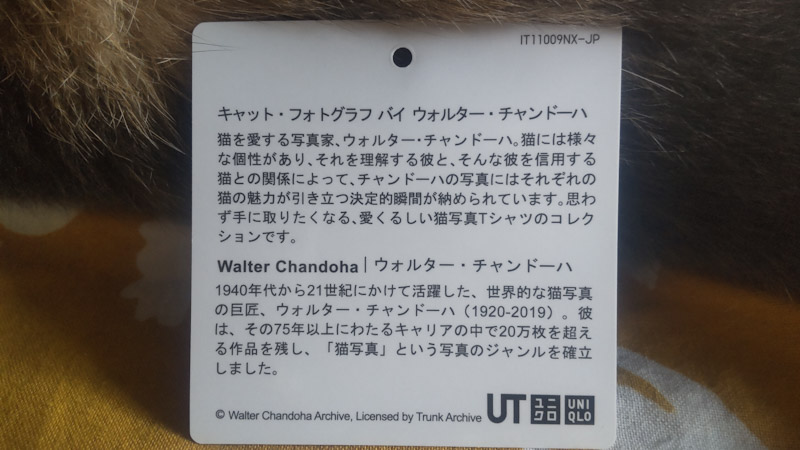 IT11009NX-JP
キャット・フォトグラフ バイ ウォルター・チャンドーハ
猫を愛する写真家、ウォルター・チャンドーハ。猫には様々
な個性があり、それを理解する彼と、そんな彼を信用する
猫との関係によって、チャンドーハの写真にはそれぞれの
猫の魅力が引き立つ決定的瞬間が納められています。思わ
ず手に取りたくなる、愛くるしい猫写真Tシャツのコレク
ションです。
Walter Chandoha | ウォルター・チャンドーハ
1940年代から21世紀にかけて活躍した、世界的な猫写真
の巨匠、ウォルター・チャンドーハ（1920-2019）。彼
は、その75年以上にわたるキャリアの中で20万枚を超え
る作品を残し、「猫写真」という写真のジャンルを確立
しました。
© Walter Chandoha Archive, Licensed by Trunk Archive
UT ユニクロ UNIQLO